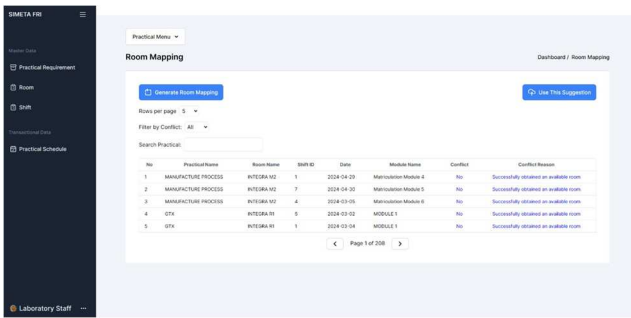 SIMETA FRI
Practical Menu
Master Data
Room Mapping
Dashboard / Room Mapping
Practical Requirement
Room
Generate Room Mapping
Use This Suggestion
Shift
Rows per page 5
Filter by Conflict: All
Transactional Data
Search Practical:
Practical Schedule
No Practical Name Room Name Shift ID Date Module Name Conflict Conflict Reason
1 MANUFACTURE PROCESS INTEGRA M2 1 2024-04-29 Matriculation Module 4 No Successfully obtained an available room
2 MANUFACTURE PROCESS INTEGRA M2 7 2024-04-30 Matriculation Module 5 No Successfully obtained an available room
3 MANUFACTURE PROCESS INTEGRA M2 4 2024-03-05 Matriculation Module 6 No Successfully obtained an available room
4 GTX INTEGRA R1 5 2024-03-02 MODULE 1 No Successfully obtained an available room
5 GTX INTEGRA R1 1 2024-03-04 MODULE 1 No Successfully obtained an available room
Page 1 of 208
Laboratory Staff ...